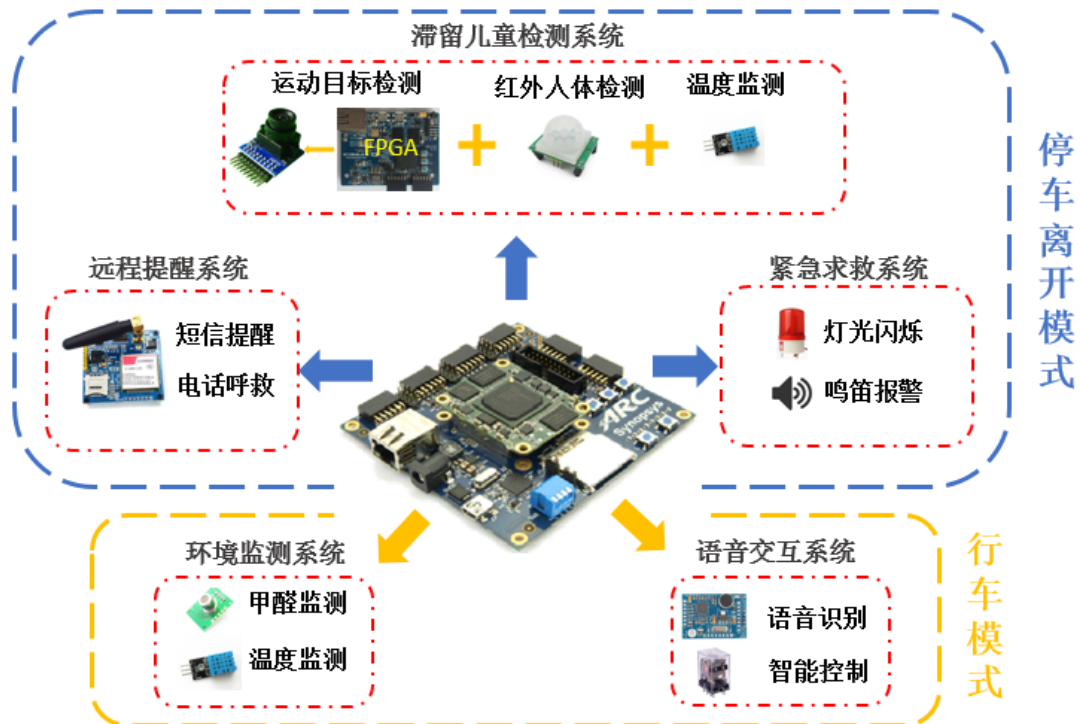 滞留儿童检测系统
运动目标检测
红外人体检测
温度监测
FPGA
停车离开模式
远程提醒系统
短信提醒
电话呼救
紧急求救系统
灯光闪烁
鸣笛报警
ARC
Synopsys
环境监测系统
甲醛监测
温度监测
语音交互系统
语音识别
智能控制
行车模式